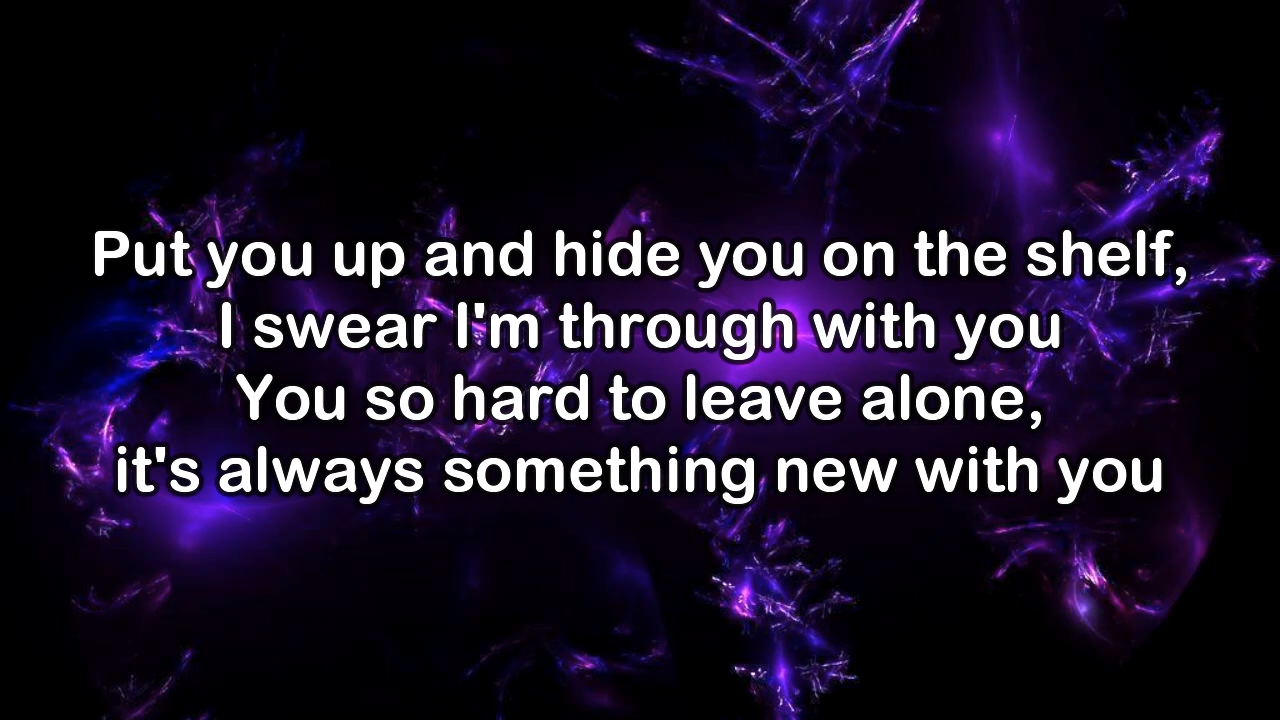 Put you up and hide you on the shelf,
I swear I'm through with you
You so hard to leave alone,
it's always something new with you